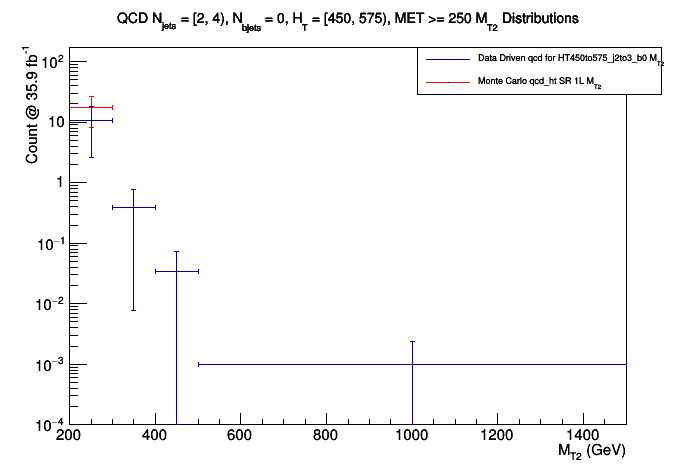 QCD N_jets = [2, 4), N_bjets = 0, H_T = [450, 575), MET >= 250 M_T2 Distributions
Data Driven qcd for HT450to575_j2to3_b0 M_T2
Monte Carlo qcd_ht SR 1L M_T2
Count @ 35.9 fb^-1
10^2
10
1
10^-1
10^-2
10^-3
10^-4
200 400 600 800 1000 1200 1400
M_T2 (GeV)